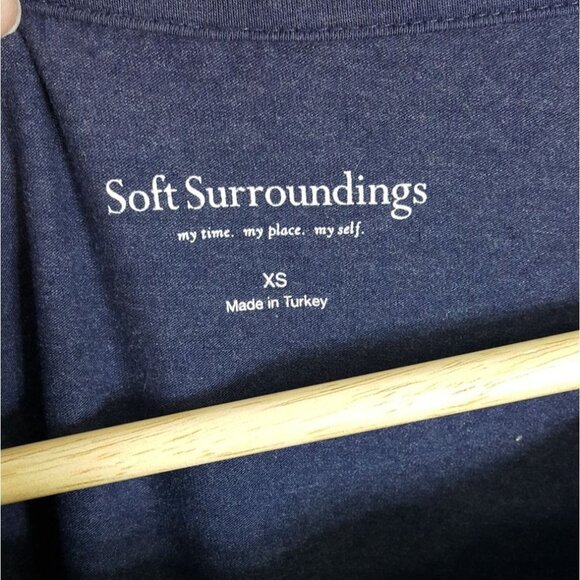 Soft Surroundings
my time. my place. my self.
XS
Made in Turkey